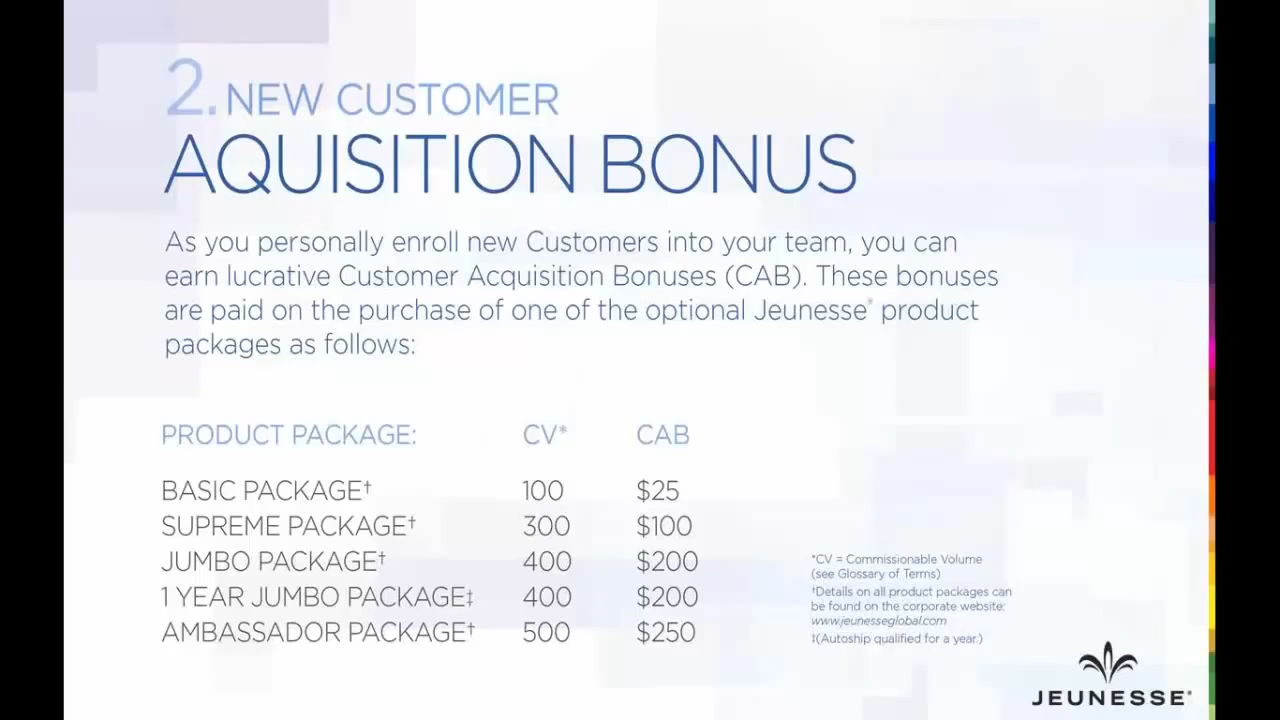 2. NEW CUSTOMER
AQUISITION BONUS
As you personally enroll new Customers into your team, you can
earn lucrative Customer Acquisition Bonuses (CAB). These bonuses
are paid on the purchase of one of the optional Jeunesse® product
packages as follows:
PRODUCT PACKAGE: CV* CAB
BASIC PACKAGE† 100 $25
SUPREME PACKAGE† 300 $100
JUMBO PACKAGE† 400 $200
1 YEAR JUMBO PACKAGE‡ 400 $200
AMBASSADOR PACKAGE† 500 $250
*CV = Commissionable Volume
(see Glossary of Terms)
†Details on all product packages can
be found on the corporate website:
www.jeunesseglobal.com
‡(Autoship qualified for a year.)
JEUNESSE®